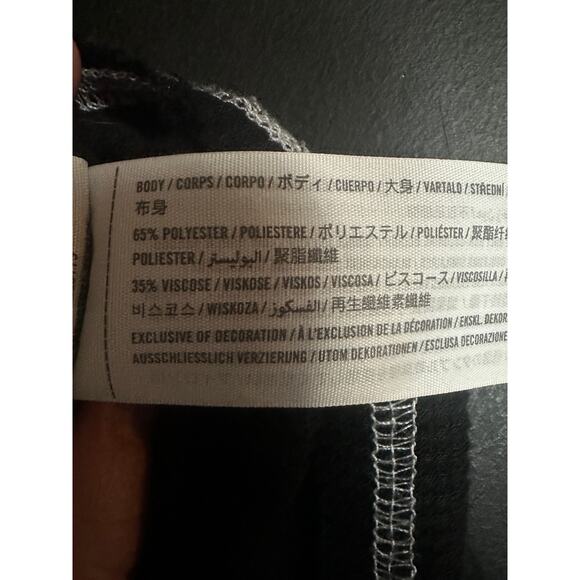 BODY / CORPS / CORPO / ボディ / CUERPO / 大身 / VARTALO / STŘEDNÍ /
布身
65% POLYESTER / POLIESTERE / ポリエステル / POLIÉSTER / 聚酯纤
POLIESTER / البوليستر / 聚脂纖維
35% VISCOSE / VISKOSE / VISKOS / VISCOSA / ビスコース / VISCOSILLA /
비스코스 / WISKOZA / الفسكوز / 再生纖維素纖維
EXCLUSIVE OF DECORATION / À L'EXCLUSION DE LA DÉCORATION / EKSKL. DEKOR
AUSSCHLIESSLICH VERZIERUNG / UTOM DEKORATIONEN / ESCLUSA DECORAZIONE